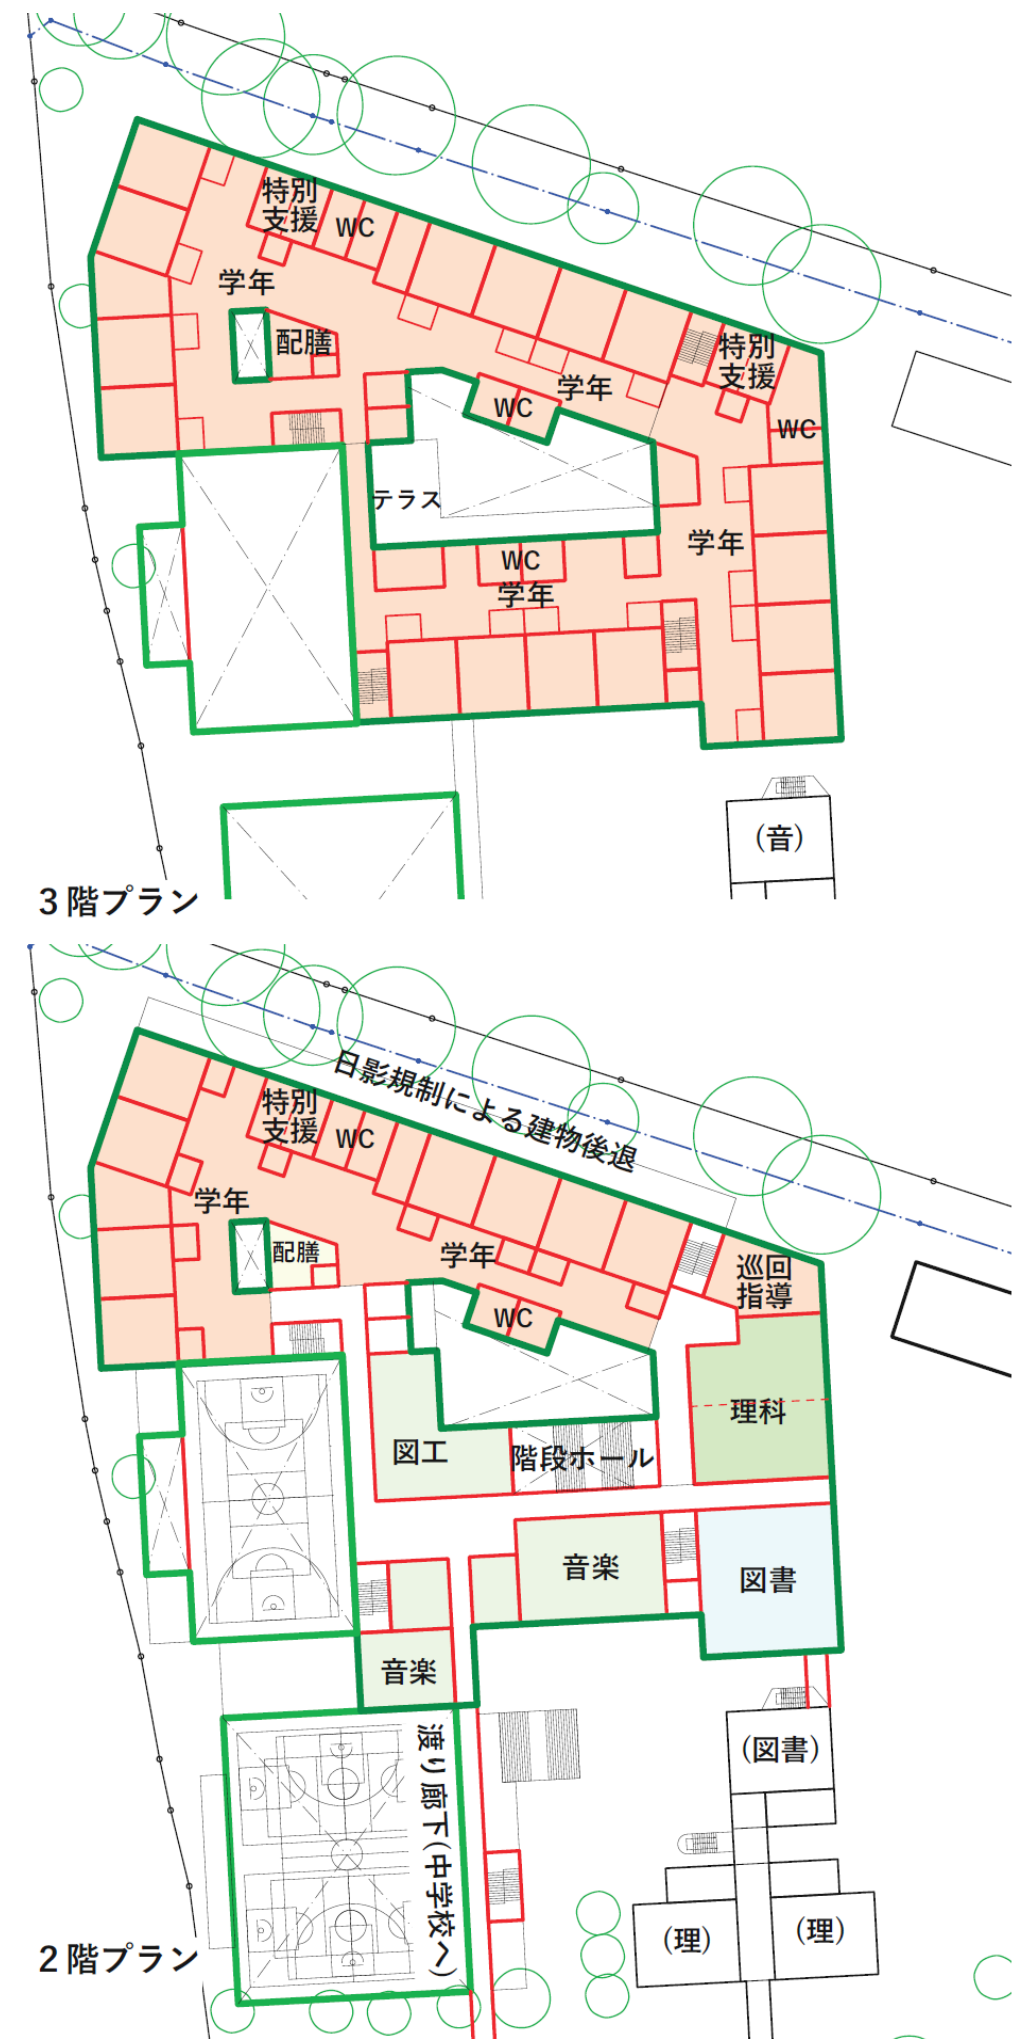 特別
支援
WC
学年
配膳
特別
支援
学年
WC
WC
テラス
学年
WC
学年
(音)
3階プラン
日影規制による建物後退
特別
支援
WC
学年
配膳
学年
巡回
指導
WC
理科
図工
階段ホール
音楽
図書
音楽
渡り廊下(中学校へ)
(図書)
(理)
(理)
2階プラン